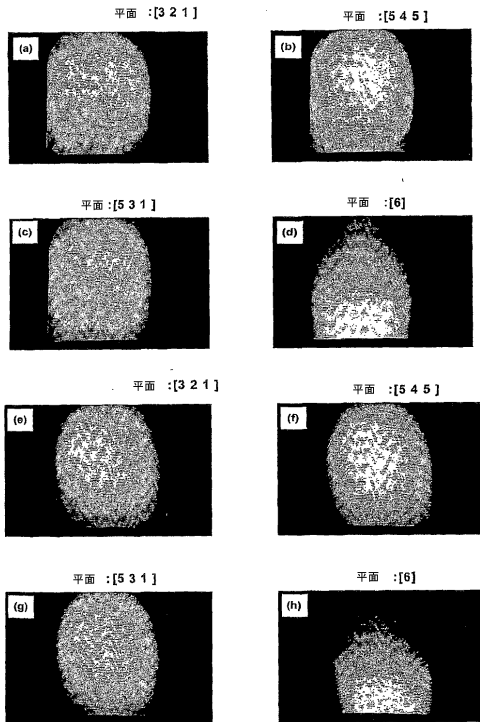 平面 :[3 2 1]
平面 :[5 4 5]
(a)
(b)
平面 :[5 3 1]
平面 :[6]
(c)
(d)
平面 :[3 2 1]
平面 :[5 4 5]
(e)
(f)
平面 :[5 3 1]
平面 :[6]
(g)
(h)